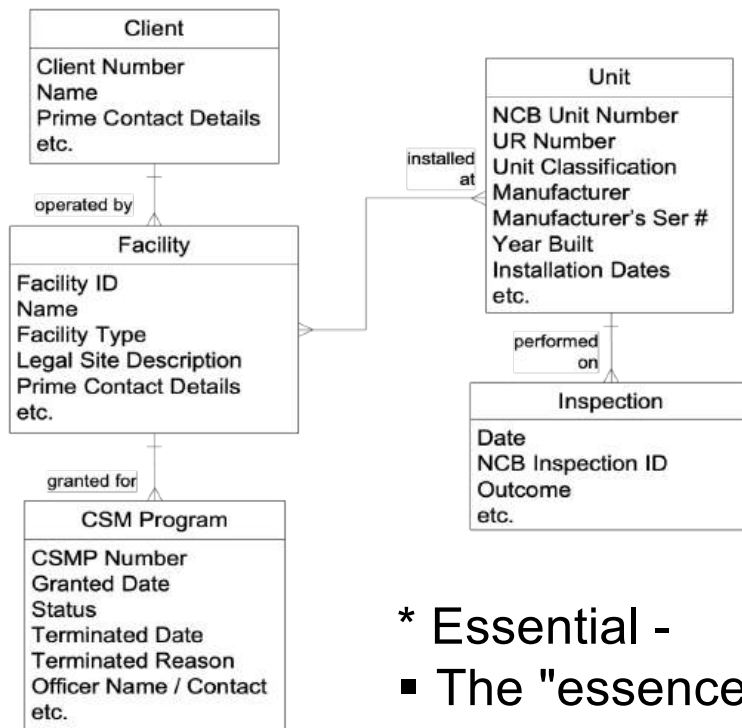 Client
Client Number
Name
Prime Contact Details
etc.
operated by
Facility
Facility ID
Name
Facility Type
Legal Site Description
Prime Contact Details
etc.
granted for
CSM Program
CSMP Number
Granted Date
Status
Terminated Date
Terminated Reason
Officer Name / Contact
etc.
installed
at
Unit
NCB Unit Number
UR Number
Unit Classification
Manufacturer
Manufacturer's Ser #
Year Built
Installation Dates
etc.
performed
on
Inspection
Date
NCB Inspection ID
Outcome
etc.
* Essential -
▪ The "essence